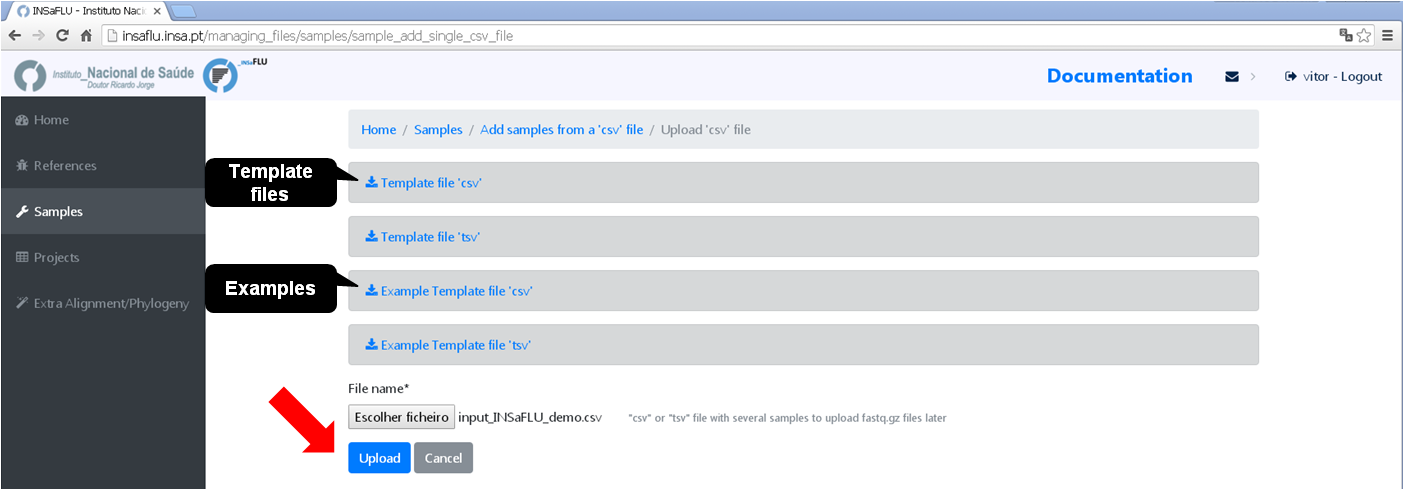 INSaFLU - Instituto Naci
insaflu.insa.pt/managing_files/samples/sample_add_single_csv_file
Instituto_Nacional de Saúde
Doutor Ricardo Jorge
_INSaFLU
Documentation
vitor - Logout
Home
References
Samples
Projects
Extra Alignment/Phylogeny
Home / Samples / Add samples from a 'csv' file / Upload 'csv' file
Template
files
Template file 'csv'
Template file 'tsv'
Examples
Example Template file 'csv'
Example Template file 'tsv'
File name*
Escolher ficheiro input_INSaFLU_demo.csv "csv" or "tsv" file with several samples to upload fastq.gz files later
Upload Cancel